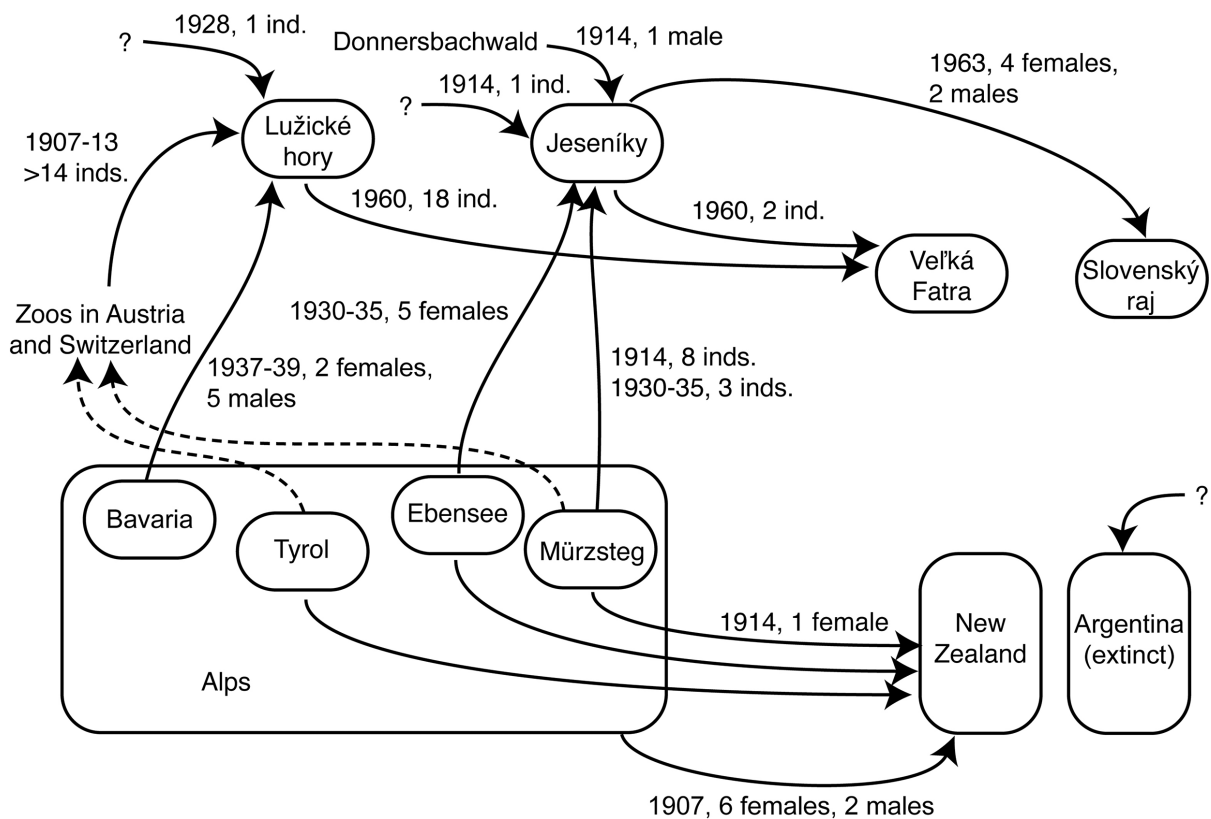 ?
1928, 1 ind.
Donnersbachwald
1914, 1 male
1963, 4 females,
2 males
?
1914, 1 ind.
Lužické
hory
Jeseníky
1907-13
>14 inds.
1960, 18 ind.
1960, 2 ind.
Veľká
Fatra
Slovenský
raj
Zoos in Austria
and Switzerland
1930-35, 5 females
1937-39, 2 females,
5 males
1914, 8 inds.
1930-35, 3 inds.
Bavaria
Tyrol
Ebensee
Mürzsteg
?
1914, 1 female
New
Zealand
Argentina
(extinct)
Alps
1907, 6 females, 2 males